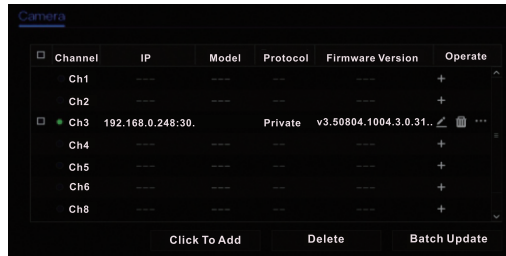 Camera
Channel IP Model Protocol Firmware Version Operate
Ch1 --- --- -- --- +
Ch2 --- --- -- --- +
Ch3 192.168.0.248:30. Private v3.50804.1004.3.0.31.. ...
Ch4 --- --- -- --- +
Ch5 --- --- -- --- +
Ch6 --- --- -- --- +
Ch8 --- --- -- --- +
Click To Add Delete Batch Update